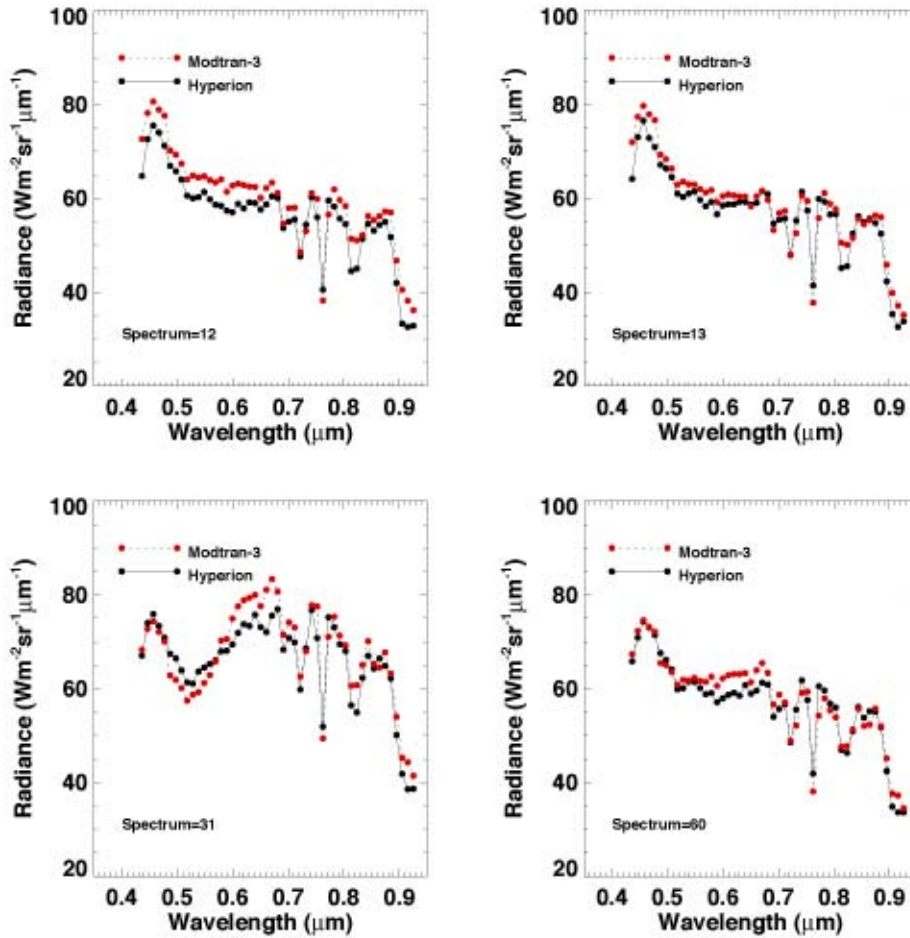 100
80
60
40
20
Radiance (Wm-2sr-1μm-1)
Modtran-3
Hyperion
Spectrum=12
0.4 0.5 0.6 0.7 0.8 0.9
Wavelength (μm)
100
80
60
40
20
Radiance (Wm-2sr-1μm-1)
Modtran-3
Hyperion
Spectrum=13
0.4 0.5 0.6 0.7 0.8 0.9
Wavelength (μm)
100
80
60
40
20
Radiance (Wm-2sr-1μm-1)
Modtran-3
Hyperion
Spectrum=31
0.4 0.5 0.6 0.7 0.8 0.9
Wavelength (μm)
100
80
60
40
20
Radiance (Wm-2sr-1μm-1)
Modtran-3
Hyperion
Spectrum=60
0.4 0.5 0.6 0.7 0.8 0.9
Wavelength (μm)